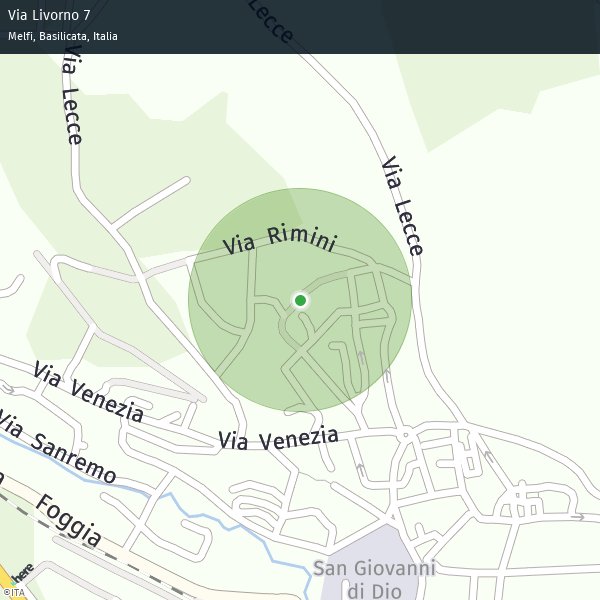 Via Livorno 7
Melfi, Basilicata, Italia
Via Lecce
Lecce
Via Lecce
Via Rimini
Via Venezia
Via Venezia
Via Sanremo
Foggia
San Giovanni
di Dio
here
©ITA